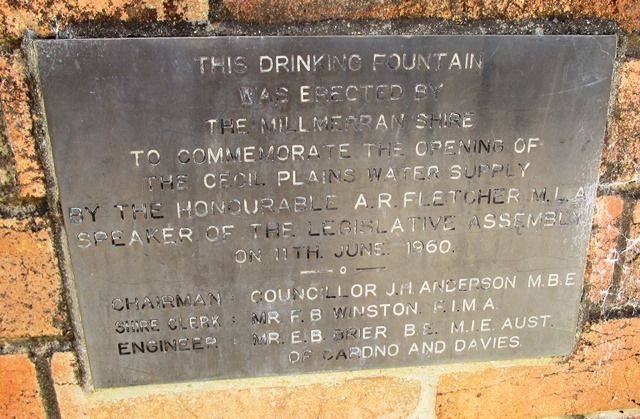 THIS DRINKING FOUNTAIN
WAS ERECTED BY
THE MILLMERRAN SHIRE
TO COMMEMORATE THE OPENING OF
THE CECIL PLAINS WATER SUPPLY
BY THE HONOURABLE A.R. FLETCHER M.L.A.
SPEAKER OF THE LEGISLATIVE ASSEMBLY
ON 11TH. JUNE. 1960.
CHAIRMAN : COUNCILLOR J.H. ANDERSON M.B.E.
SHIRE CLERK : MR F.B. WINSTON. F.I.M.A.
ENGINEER : MR. E.B. BRIER B.E. M.I.E. AUST.
OF CARDNO AND DAVIES.